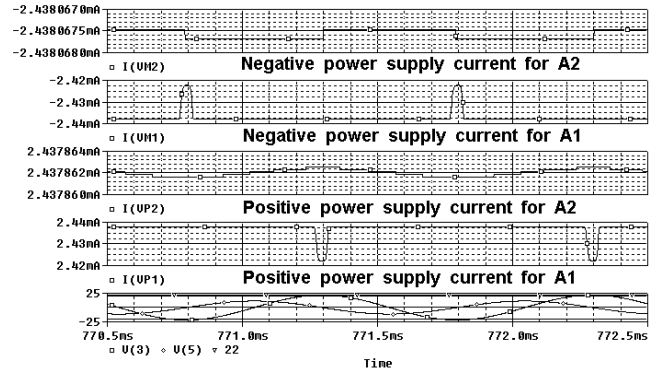 -2.4380670mA
-2.4380675mA
-2.4380680mA
I(VM2) Negative power supply current for A2
-2.42mA
-2.43mA
-2.44mA
I(VM1) Negative power supply current for A1
2.437864mA
2.437862mA
2.437860mA
I(VP2) Positive power supply current for A2
2.44mA
2.43mA
2.42mA
I(VP1) Positive power supply current for A1
25
-25
770.5ms 771.0ms 771.5ms 772.0ms 772.5ms
V(3) V(5) 22
Time